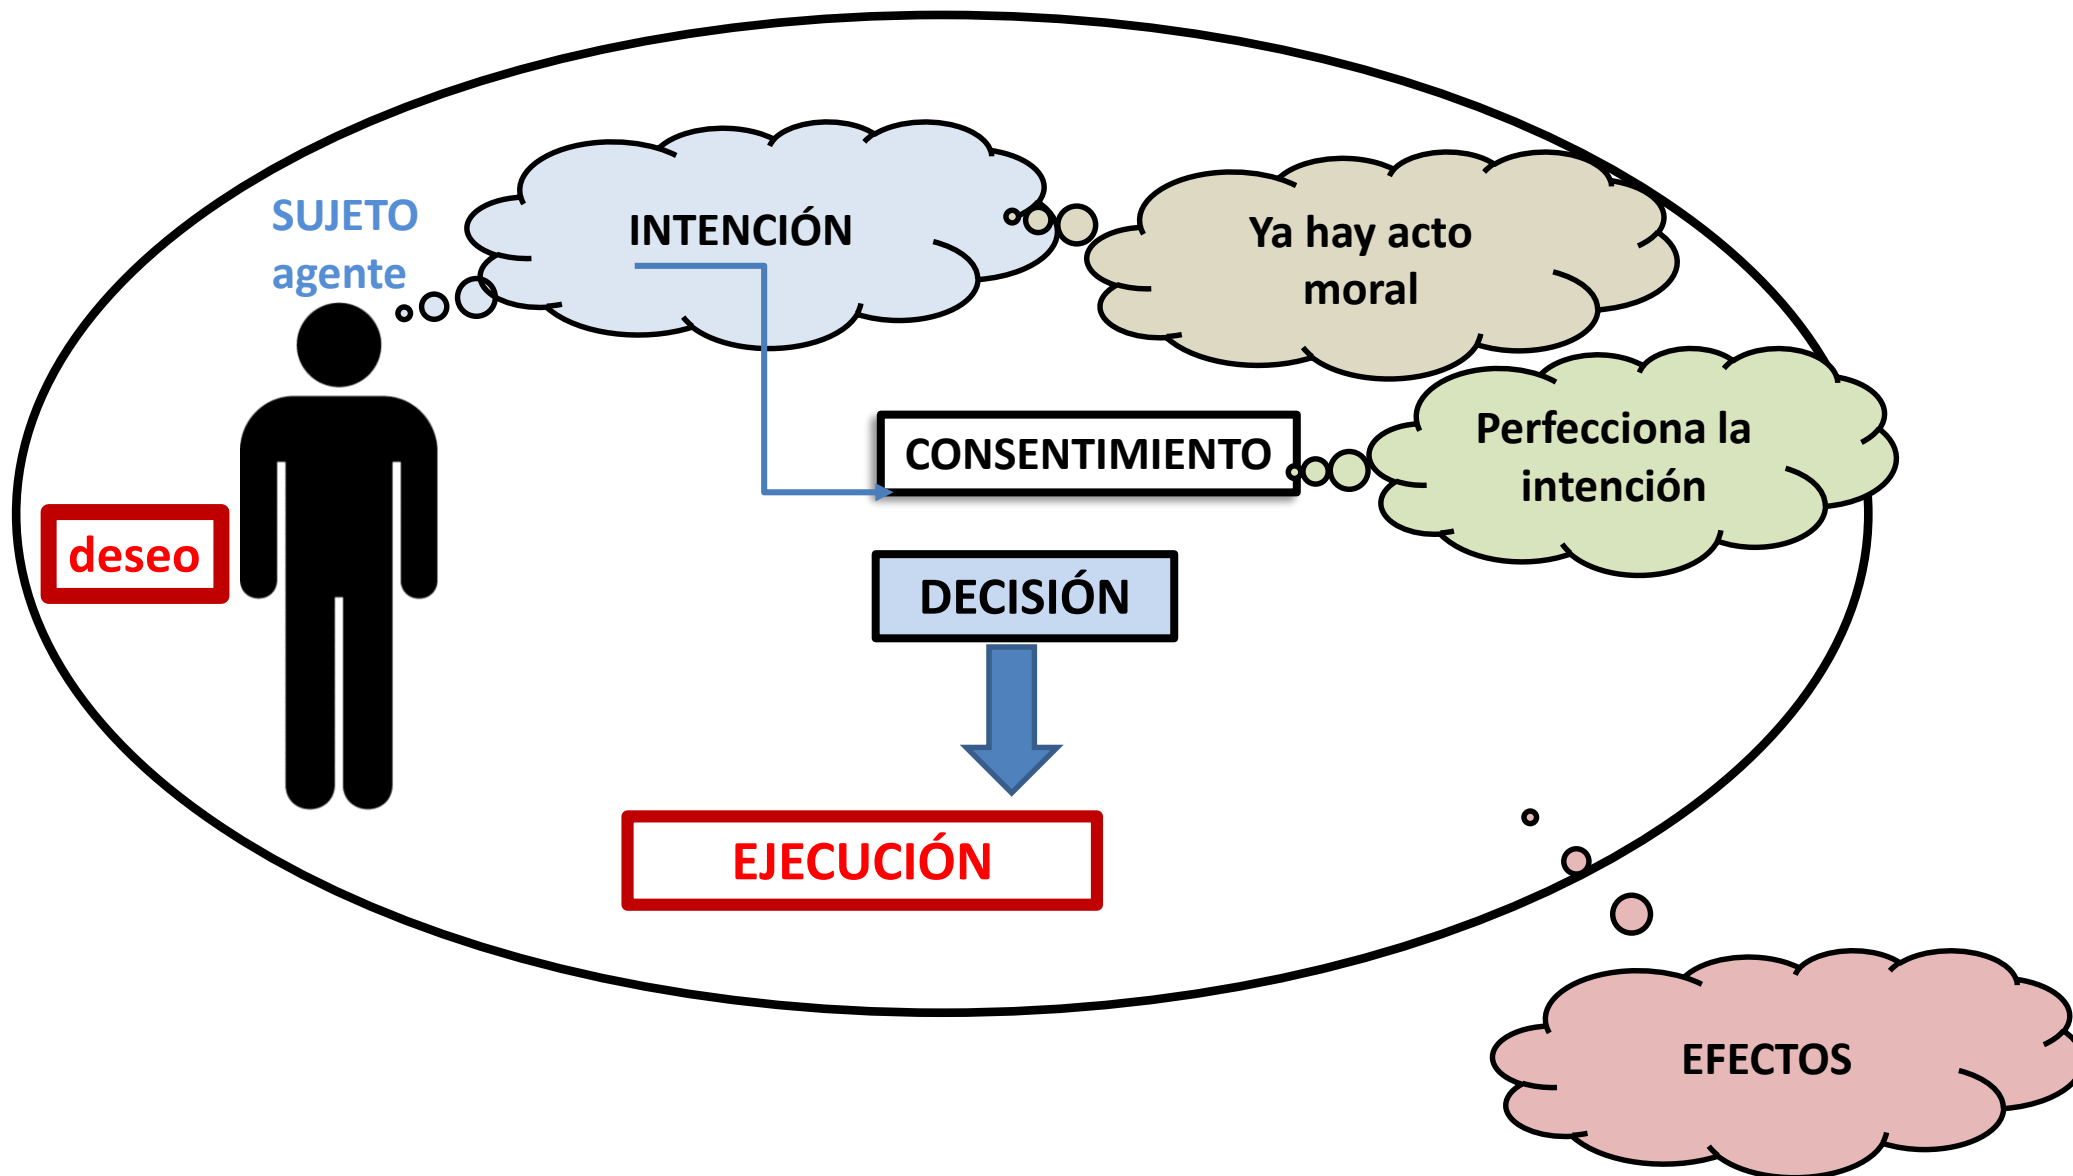 SUJETO
agente
INTENCIÓN
Ya hay acto
moral
CONSENTIMIENTO
Perfecciona la
intención
deseo
DECISIÓN
EJECUCIÓN
EFECTOS